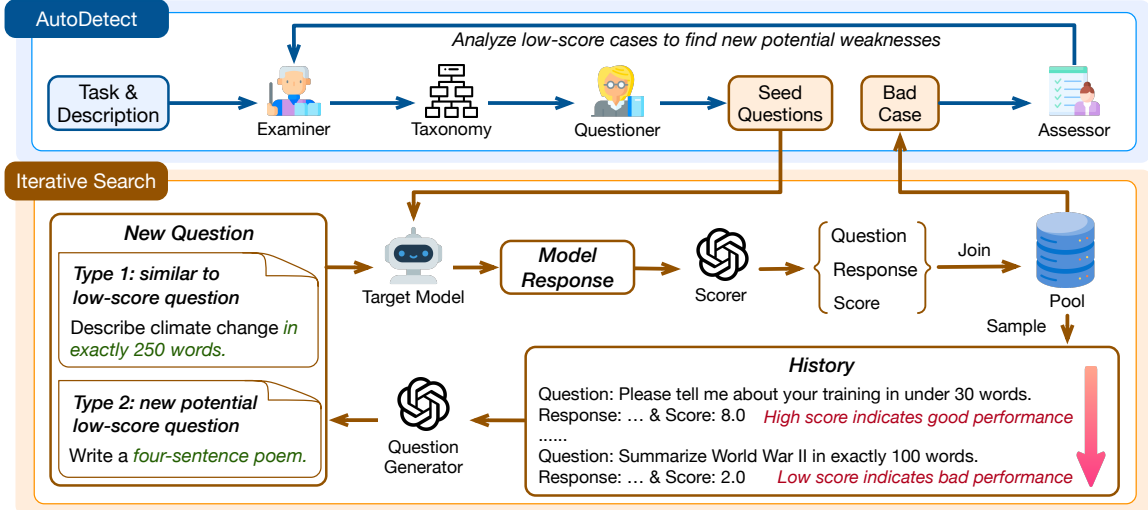 AutoDetect
Analyze low-score cases to find new potential weaknesses
Task &
Description
Examiner
Taxonomy
Questioner
Seed
Questions
Bad
Case
Assessor
Iterative Search
New Question
Type 1: similar to
low-score question
Describe climate change in
exactly 250 words.
Type 2: new potential
low-score question
Write a four-sentence poem.
Target Model
Model
Response
Scorer
Question
Response
Score
Join
Pool
Sample
History
Question: Please tell me about your training in under 30 words.
Response: ... & Score: 8.0 High score indicates good performance
......
Question: Summarize World War II in exactly 100 words.
Response: ... & Score: 2.0 Low score indicates bad performance
Question
Generator